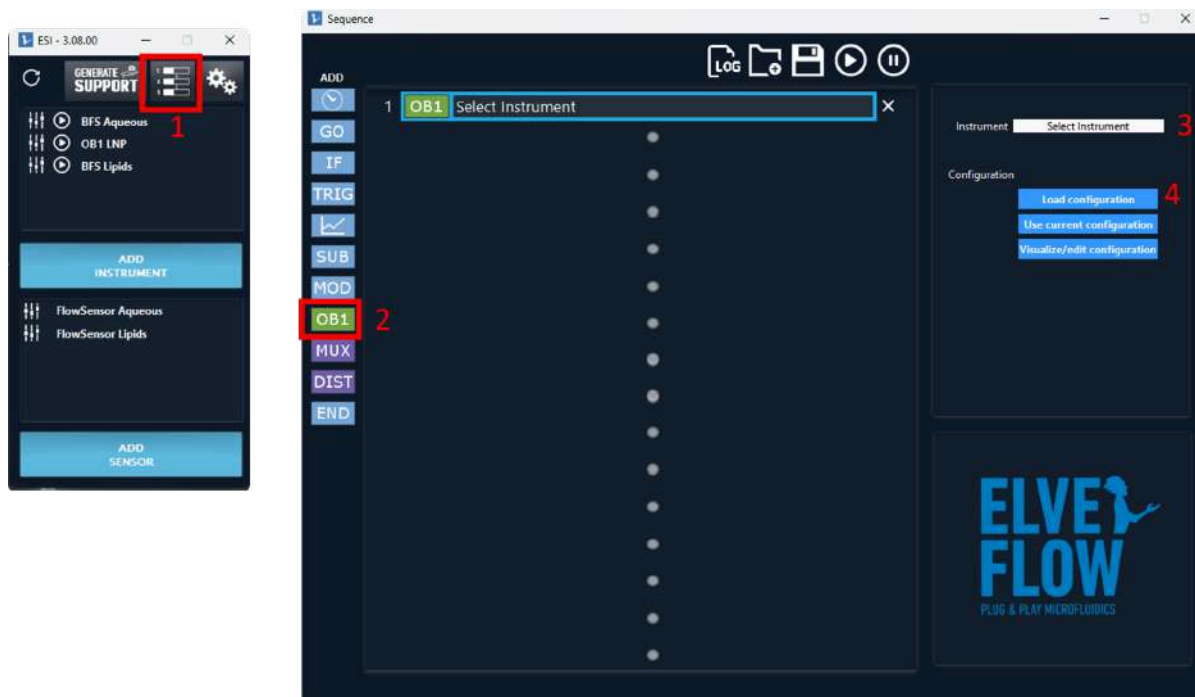 ESI - 3.08.00
GENERATE
SUPPORT
1
BFS Aqueous
OB1 LNP
BFS Lipids
ADD
INSTRUMENT
FlowSensor Aqueous
FlowSensor Lipids
ADD
SENSOR
Sequence
LOG
ADD
GO
IF
TRIG
SUB
MOD
OB1
2
MUX
DIST
END
1 OB1 Select Instrument
Instrument Select Instrument 3
Configuration
Load configuration 4
Use current configuration
Visualize/edit configuration
ELVE
FLOW
PLUG & PLAY MICROFLUIDICS